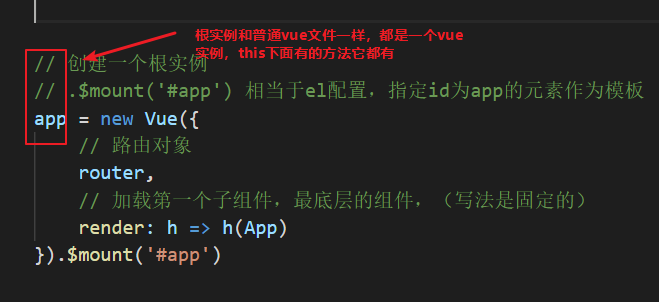 根实例和普通vue文件一样，都是一个vue
实例，this下面有的方法它都有
// 创建一个根实例
// .$mount('#app') 相当于el配置，指定id为app的元素作为模板
app = new Vue({
// 路由对象
router,
// 加载第一个子组件，最底层的组件，（写法是固定的）
render: h => h(App)
}).$mount('#app')